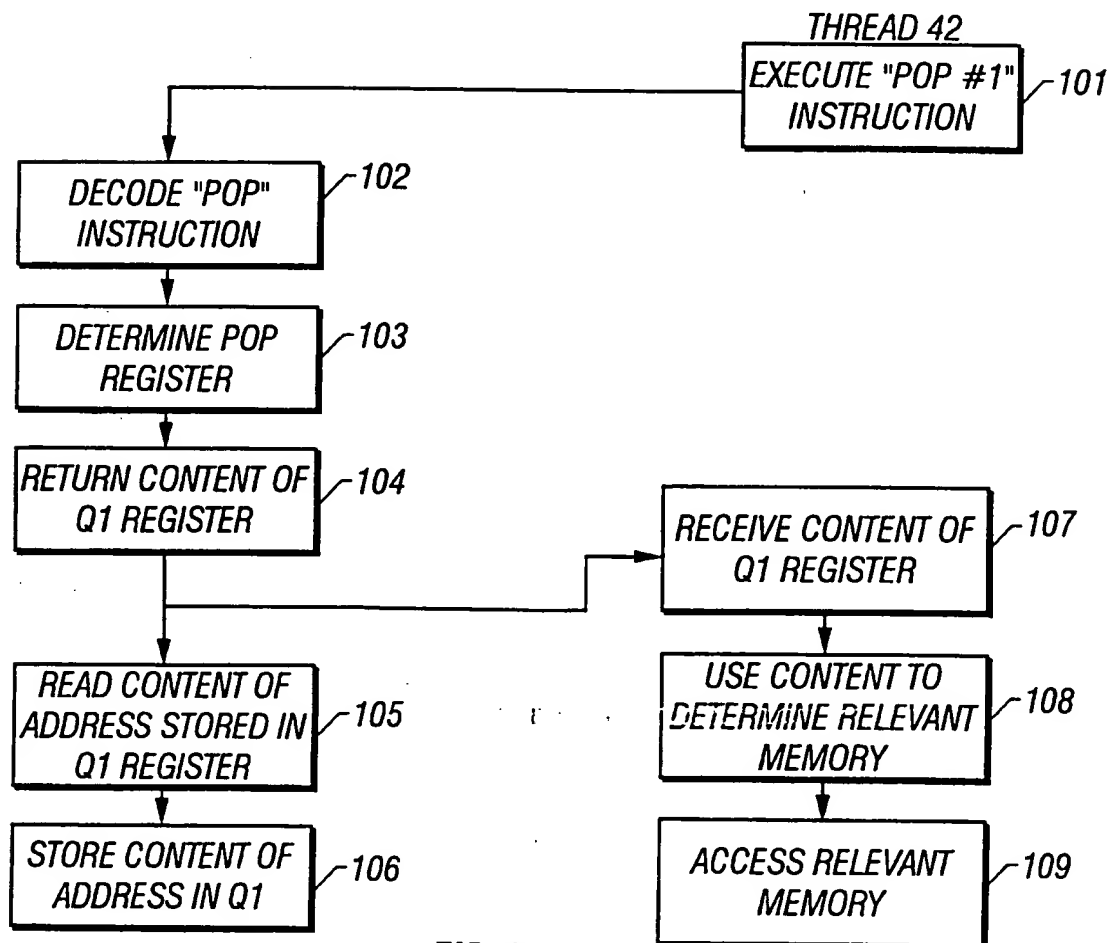 THREAD 42
EXECUTE "POP #1"
INSTRUCTION
101
DECODE "POP"
INSTRUCTION
102
DETERMINE POP
REGISTER
103
RETURN CONTENT OF
Q1 REGISTER
104
READ CONTENT OF
ADDRESS STORED IN
Q1 REGISTER
105
STORE CONTENT OF
ADDRESS IN Q1
106
RECEIVE CONTENT OF
Q1 REGISTER
107
USE CONTENT TO
DETERMINE RELEVANT
MEMORY
108
ACCESS RELEVANT
MEMORY
109